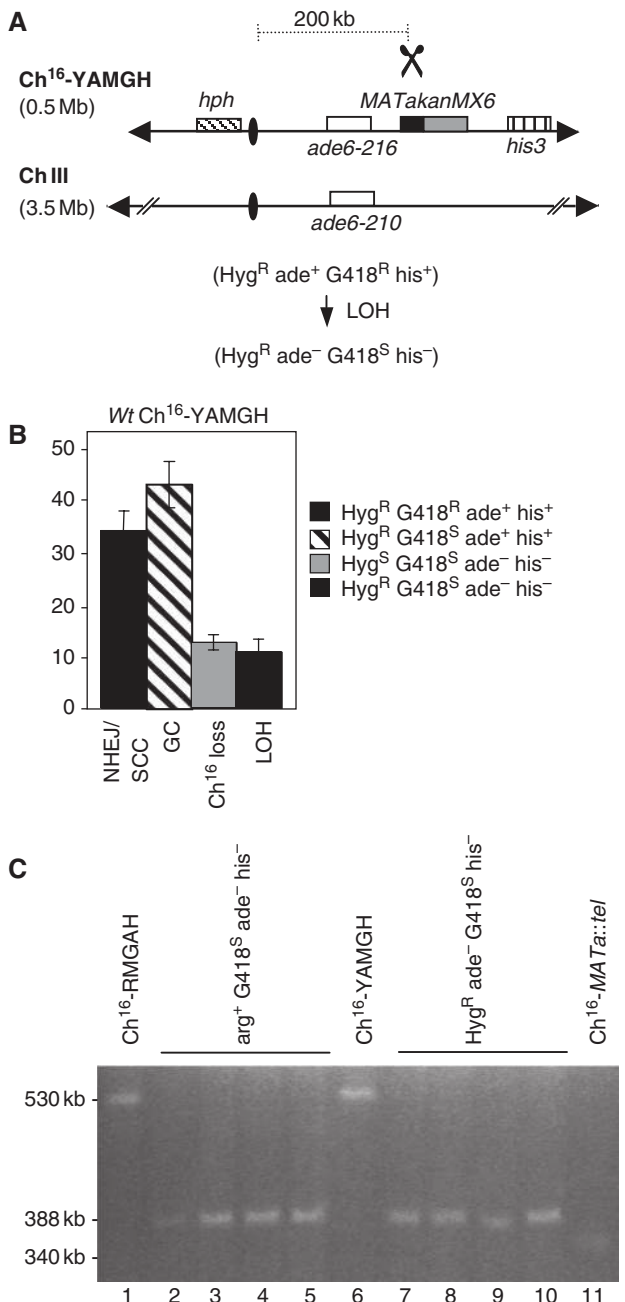 A
200 kb
Ch¹⁶-YAMGH
(0.5 Mb)
hph
MATakanMX6
ade6-216
his3
Ch III
(3.5 Mb)
ade6-210
(Hygᴿ ade⁺ G418ᴿ his⁺)
LOH
(Hygᴿ ade⁻ G418ˢ his⁻)
B
Wt Ch¹⁶-YAMGH
50
40
30
20
10
0
NHEJ/
SCC
GC
Ch¹⁶ loss
LOH
Hygᴿ G418ᴿ ade⁺ his⁺
Hygᴿ G418ˢ ade⁺ his⁺
Hygˢ G418ˢ ade⁻ his⁻
Hygᴿ G418ˢ ade⁻ his⁻
C
Ch¹⁶-RMGAH
arg⁺ G418ˢ ade⁻ his⁻
Ch¹⁶-YAMGH
Hygᴿ ade⁻ G418ˢ his⁻
Ch¹⁶-MATa::tel
530 kb
388 kb
340 kb
1 2 3 4 5 6 7 8 9 10 11